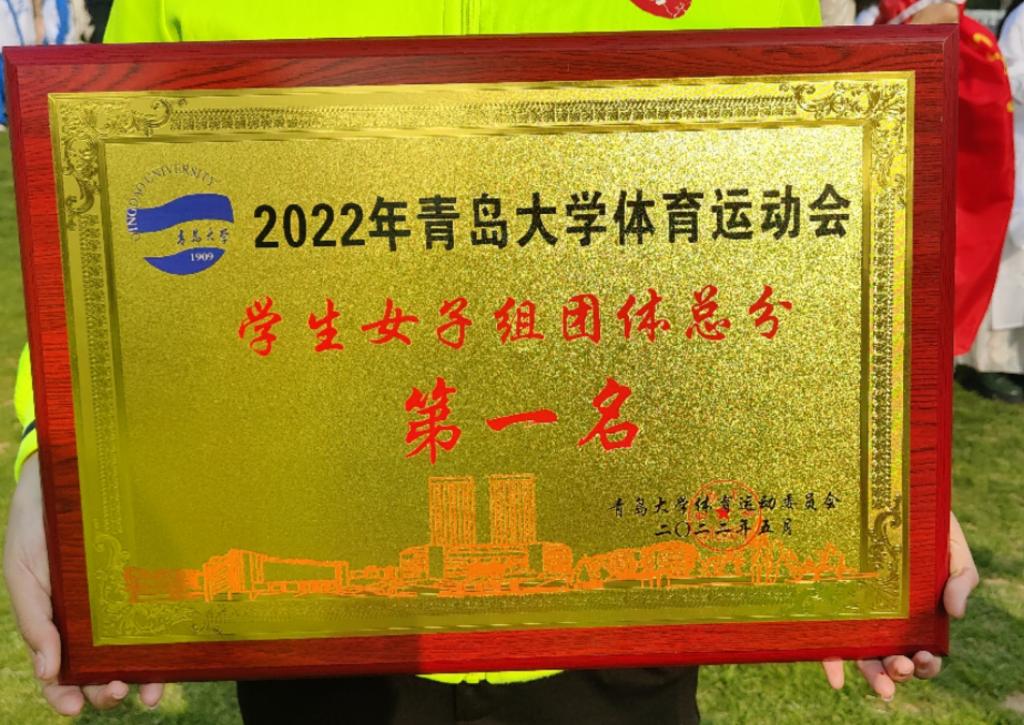 QINGDAO UNIVERSITY
青岛大学
1909
2022年青岛大学体育运动会
学生女子组团体总分
第一名
青岛大学体育运动委员会
二〇二二年五月